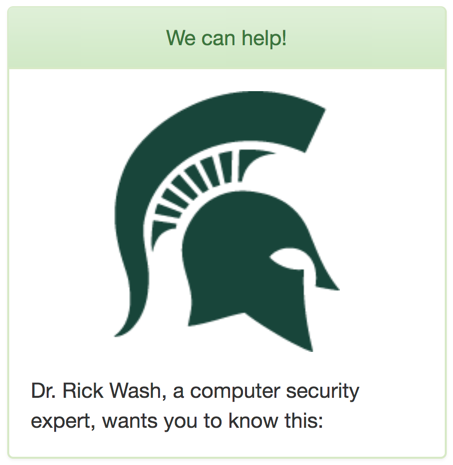 We can help!
Dr. Rick Wash, a computer security
expert, wants you to know this: